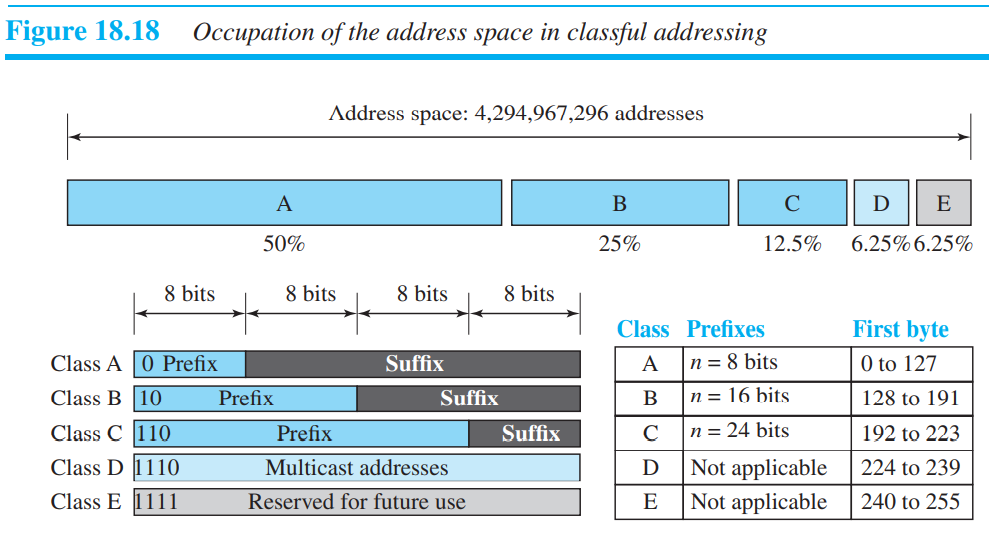 Figure 18.18 Occupation of the address space in classful addressing
Address space: 4,294,967,296 addresses
A B C D E
50% 25% 12.5% 6.25% 6.25%
8 bits 8 bits 8 bits 8 bits
Class A 0 Prefix Suffix
Class B 10 Prefix Suffix
Class C 110 Prefix Suffix
Class D 1110 Multicast addresses
Class E 1111 Reserved for future use
Class Prefixes First byte
A n = 8 bits 0 to 127
B n = 16 bits 128 to 191
C n = 24 bits 192 to 223
D Not applicable 224 to 239
E Not applicable 240 to 255